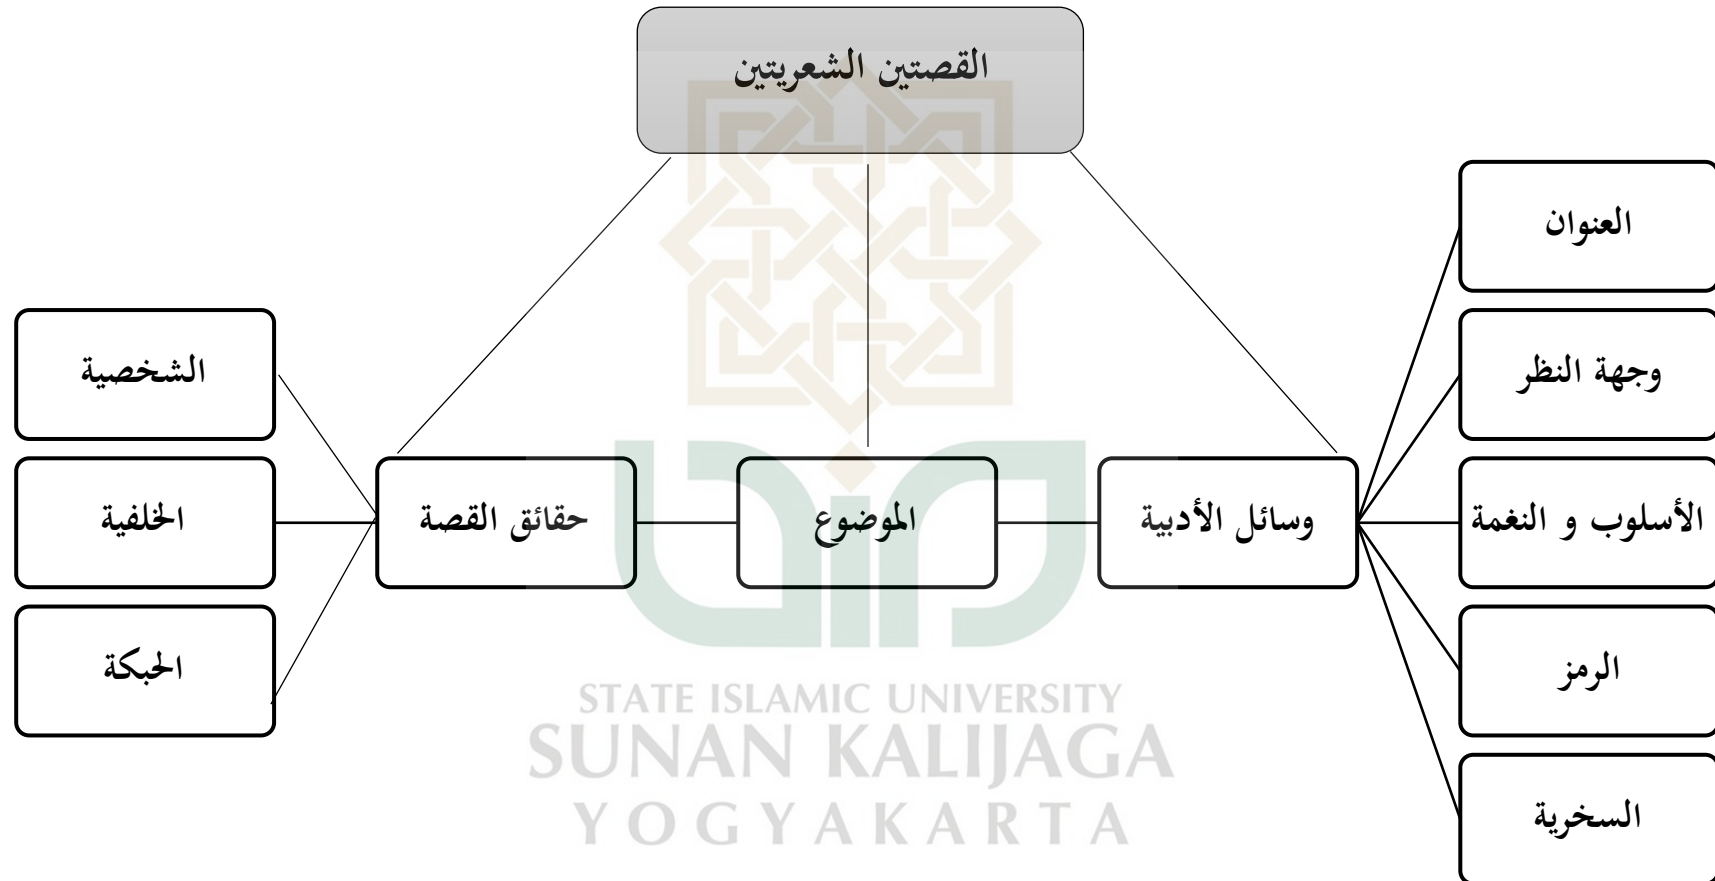 القصتين الشعريتين
العنوان
وجهة النظر
الشخصية
الأسلوب و النغمة
وسائل الأدبية
الموضوع
حقائق القصة
الخلفية
الرمز
الحبكة
السخرية
STATE ISLAMIC UNIVERSITY
SUNAN KALIJAGA
YOGYAKARTA